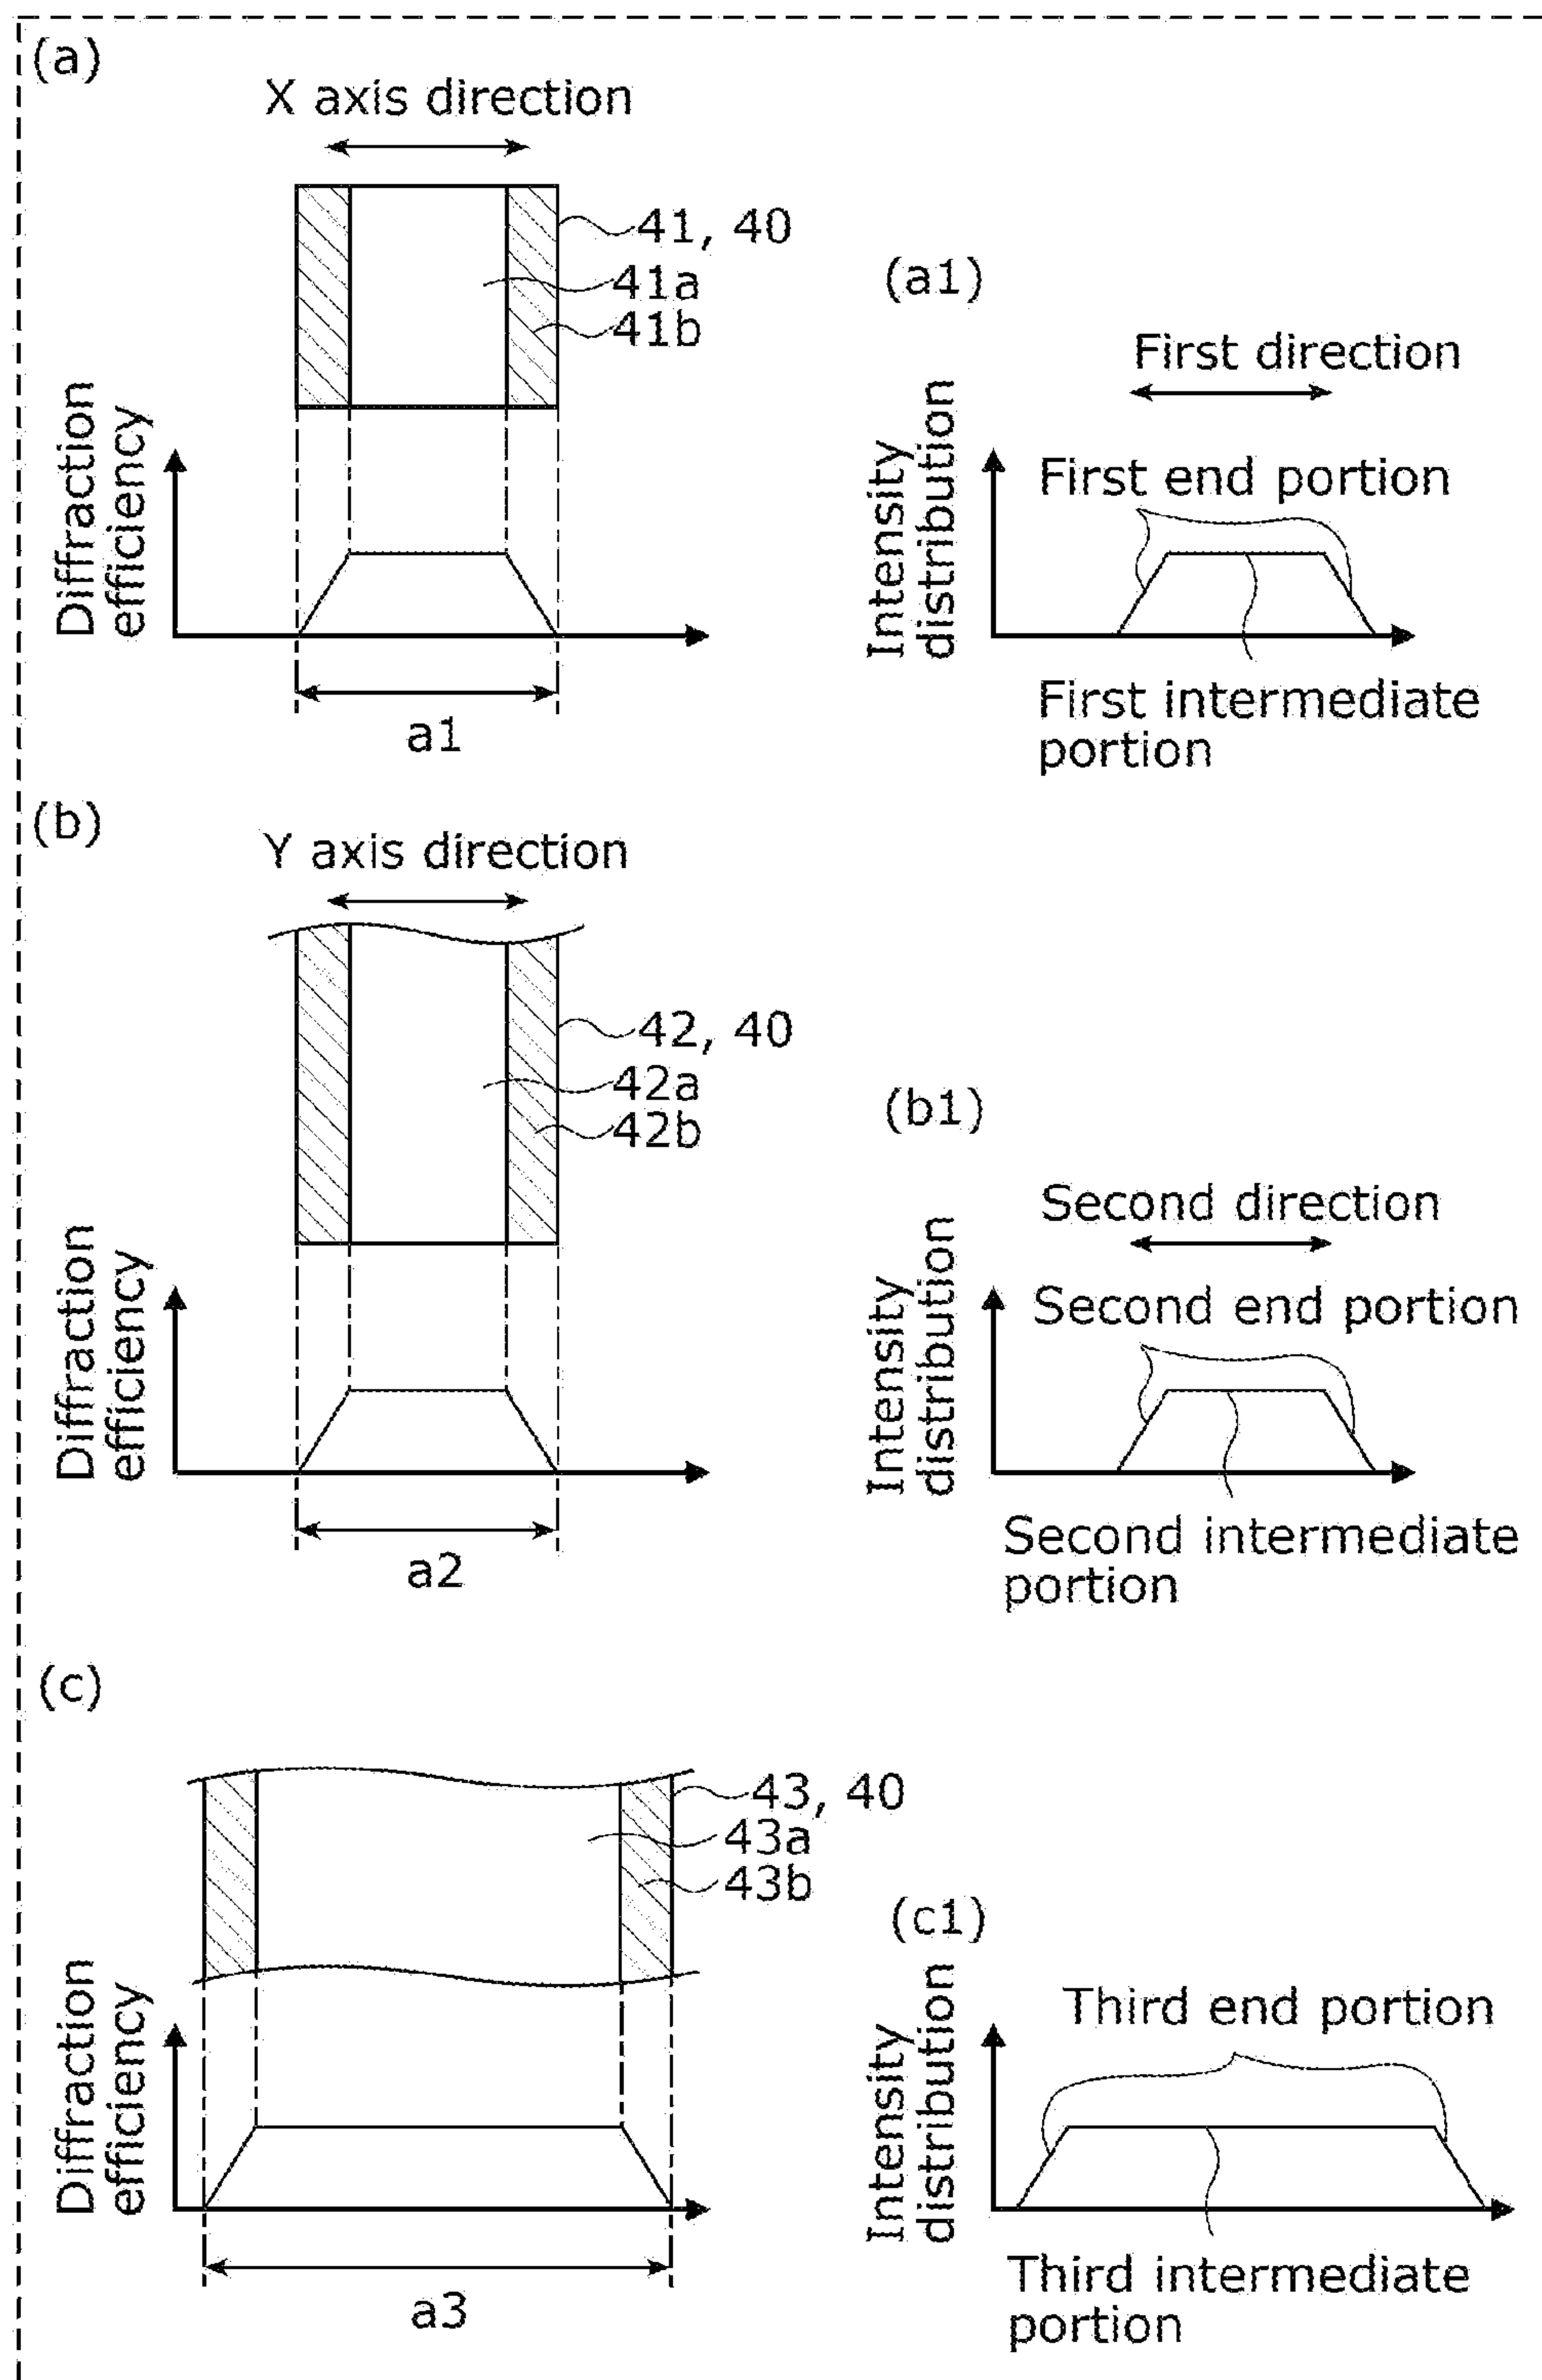 (a)
X axis direction
41, 40
41a
41b
Diffraction
efficiency
a1
(a1)
First direction
Intensity
distribution
First end portion
First intermediate
portion
(b)
Y axis direction
42, 40
42a
42b
Diffraction
efficiency
a2
(b1)
Second direction
Intensity
distribution
Second end portion
Second intermediate
portion
(c)
43, 40
43a
43b
Diffraction
efficiency
a3
(c1)
Intensity
distribution
Third end portion
Third intermediate
portion